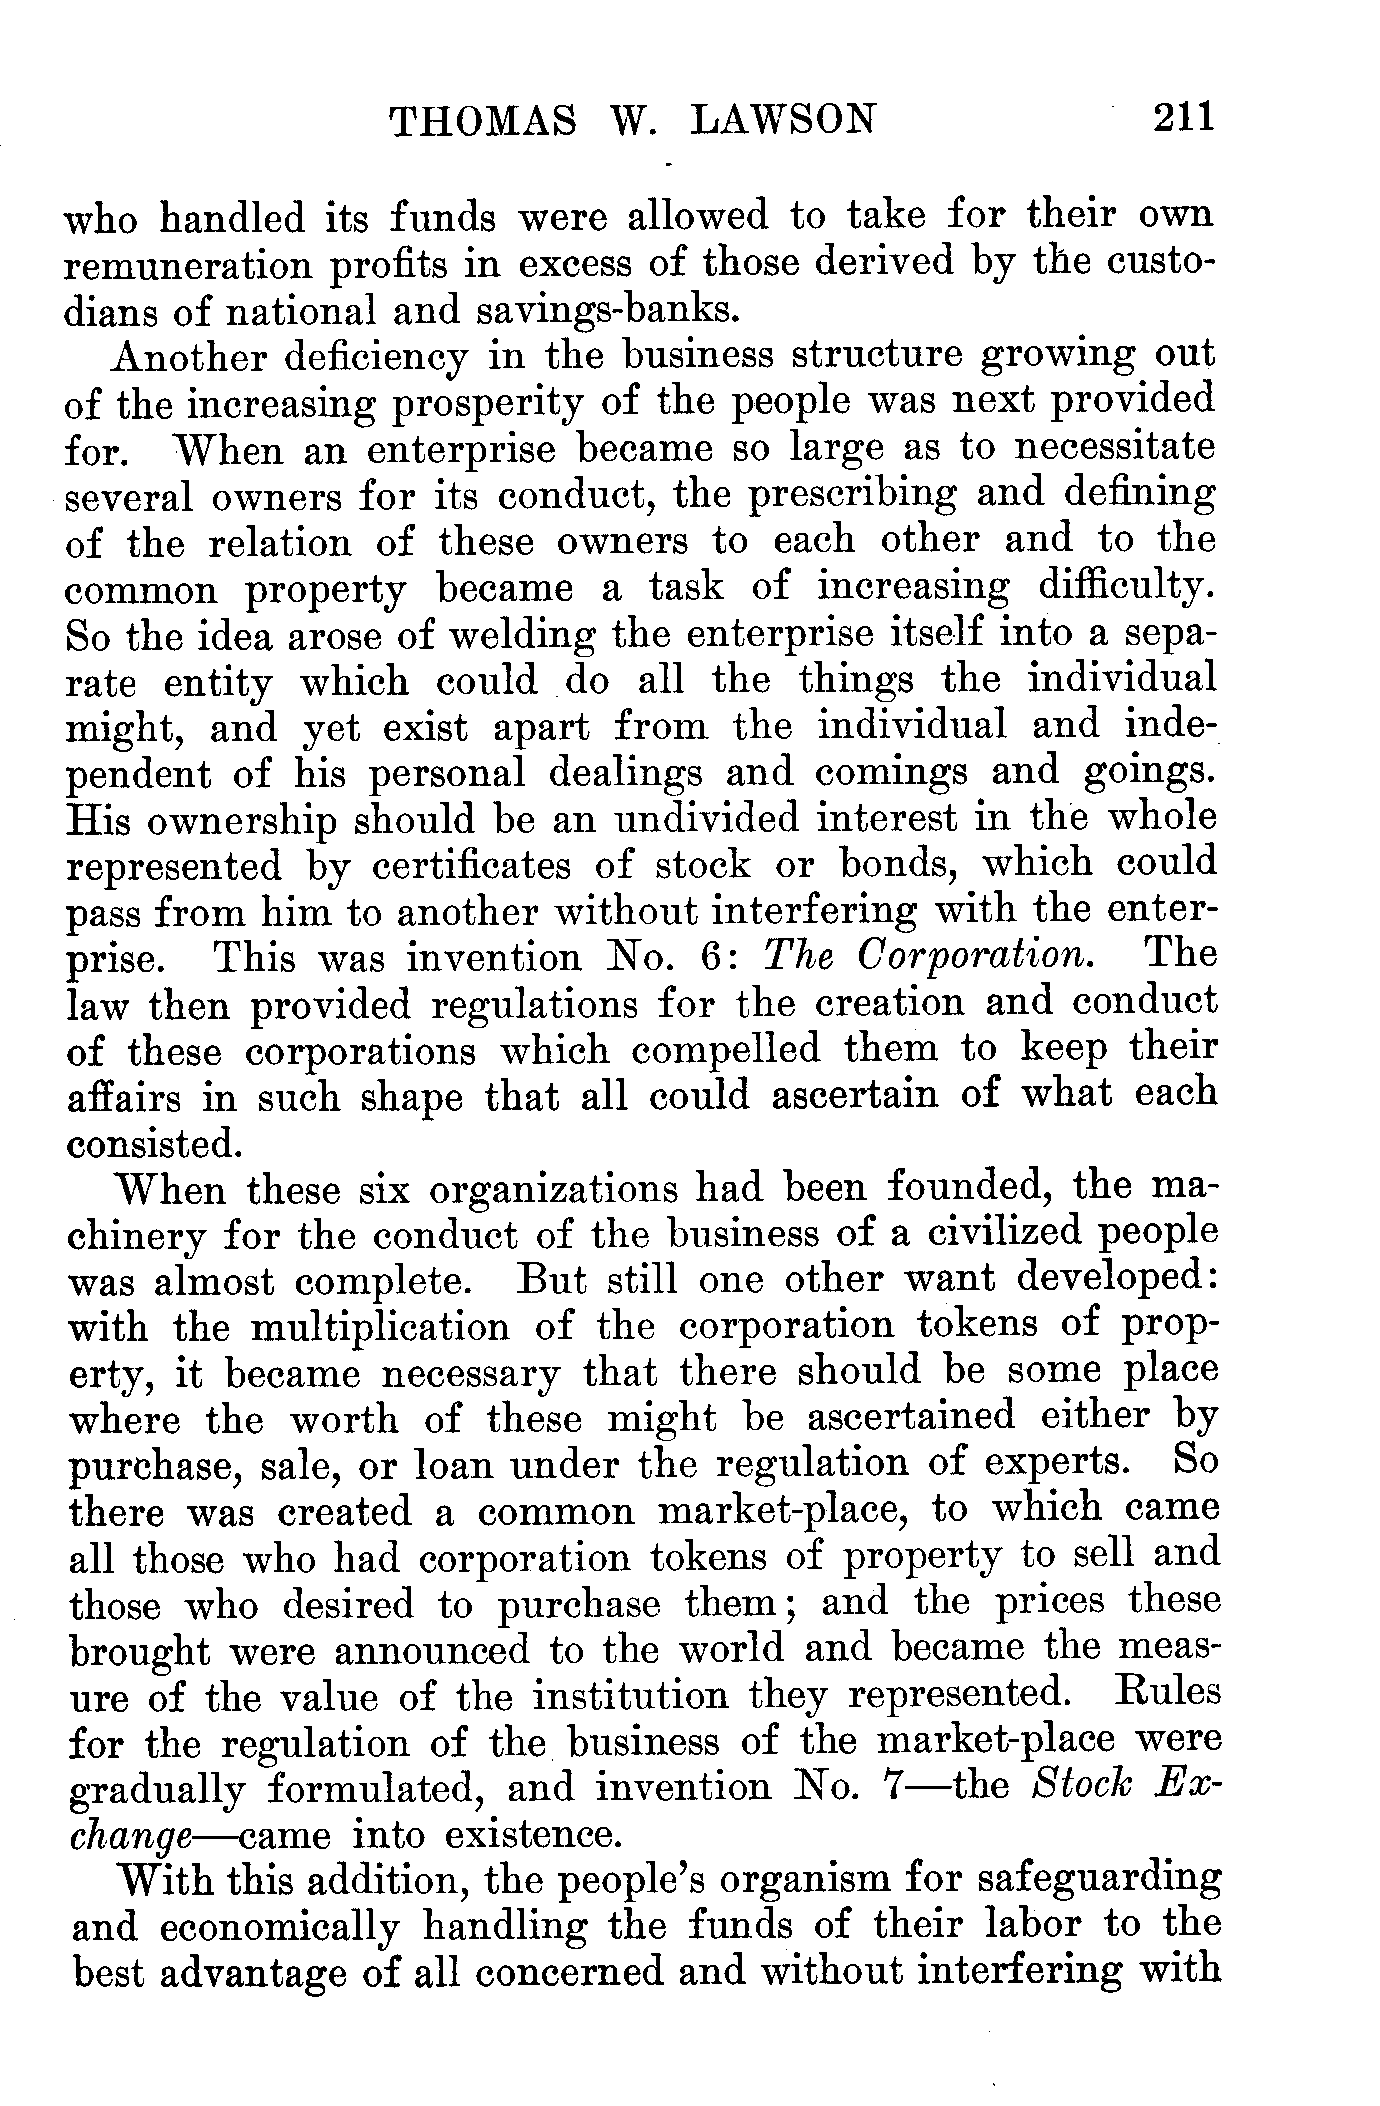 THOMAS W. LAWSON 211
who handled its funds were allowed to take for their own
remuneration profits in excess of those derived by the custo-
dians of national and savings-banks.
Another deficiency in the business structure growing out
of the increasing prosperity of the people was next provided
for. When an enterprise became so large as to necessitate
several owners for its conduct, the prescribing and defining
of the relation of these owners to each other and to the
common property became a task of increasing difficulty.
So the idea arose of welding the enterprise itself into a sepa-
rate entity which could do all the things the individual
might, and yet exist apart from the individual and inde-
pendent of his personal dealings and comings and goings.
His ownership should be an undivided interest in the whole
represented by certificates of stock or bonds, which could
pass from him to another without interfering with the enter-
prise. This was invention No. 6: The Corporation. The
law then provided regulations for the creation and conduct
of these corporations which compelled them to keep their
affairs in such shape that all could ascertain of what each
consisted.
When these six organizations had been founded, the ma-
chinery for the conduct of the business of a civilized people
was almost complete. But still one other want developed:
with the multiplication of the corporation tokens of prop-
erty, it became necessary that there should be some place
where the worth of these might be ascertained either by
purchase, sale, or loan under the regulation of experts. So
there was created a common market-place, to which came
all those who had corporation tokens of property to sell and
those who desired to purchase them; and the prices these
brought were announced to the world and became the meas-
ure of the value of the institution they represented. Rules
for the regulation of the business of the market-place were
gradually formulated, and invention No. 7—the Stock Ex-
change—came into existence.
With this addition, the people's organism for safeguarding
and economically handling the funds of their labor to the
best advantage of all concerned and without interfering with